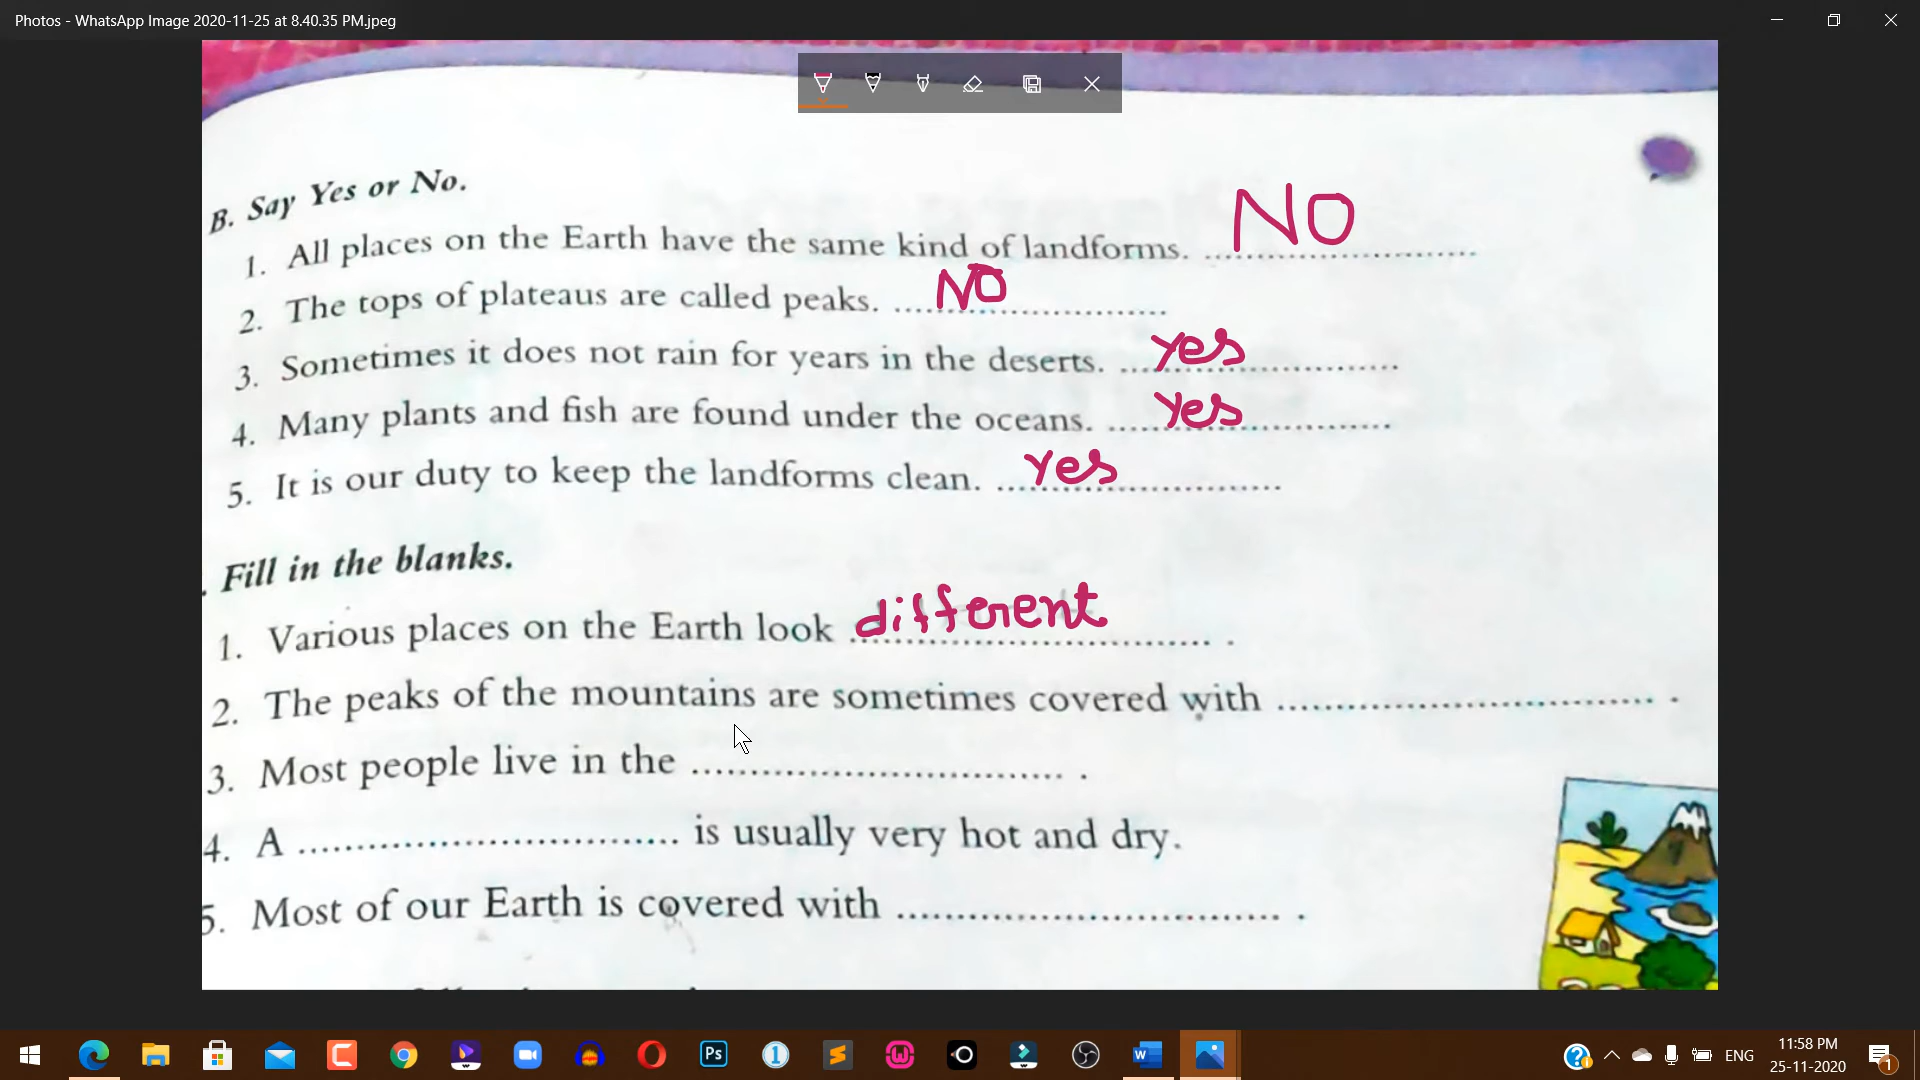 Photos - WhatsApp Image 2020-11-25 at 8.40.35 PM.jpeg
B. Say Yes or No.
1. All places on the Earth have the same kind of landforms. NO
2. The tops of plateaus are called peaks. NO
3. Sometimes it does not rain for years in the deserts. yes
4. Many plants and fish are found under the oceans. yes
5. It is our duty to keep the landforms clean. yes
. Fill in the blanks.
1. Various places on the Earth look different .
2. The peaks of the mountains are sometimes covered with .................................... .
3. Most people live in the .................................... .
4. A .................................... is usually very hot and dry.
5. Most of our Earth is covered with .................................... .
Ps
W
ENG
11:58 PM
25-11-2020
1